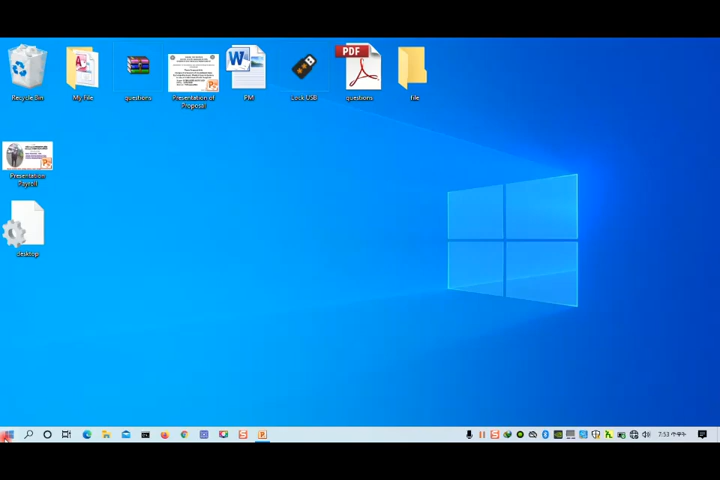 Recycle Bin
My File
questions
Presentation of
Proposal
PM
Lock USB
PDF
questions
file
Presentation
Payroll
desktop
7:53